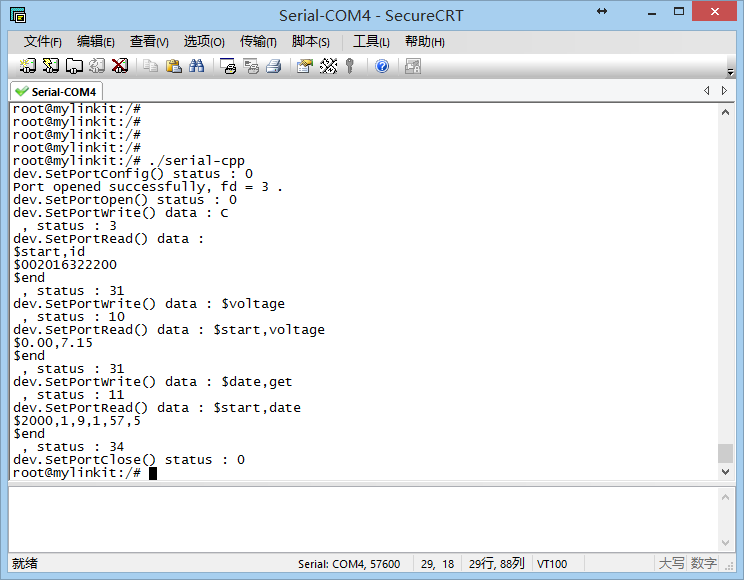 Serial-COM4 - SecureCRT
文件(F) 编辑(E) 查看(V) 选项(O) 传输(T) 脚本(S) 工具(L) 帮助(H)
Serial-COM4
root@mylinkit:/#
root@mylinkit:/#
root@mylinkit:/#
root@mylinkit:/#
root@mylinkit:/# ./serial-cpp
dev.SetPortConfig() status : 0
Port opened successfully, fd = 3 .
dev.SetPortOpen() status : 0
dev.SetPortWrite() data : C
 , status : 3
dev.SetPortRead() data :
$start,id
$002016322200
$end
 , status : 31
dev.SetPortWrite() data : $voltage
 , status : 10
dev.SetPortRead() data : $start,voltage
$0.00,7.15
$end
 , status : 31
dev.SetPortWrite() data : $date,get
 , status : 11
dev.SetPortRead() data : $start,date
$2000,1,9,1,57,5
$end
 , status : 34
dev.SetPortClose() status : 0
root@mylinkit:/#
就绪 Serial: COM4, 57600 29, 18 29行, 88列 VT100 大写 数字